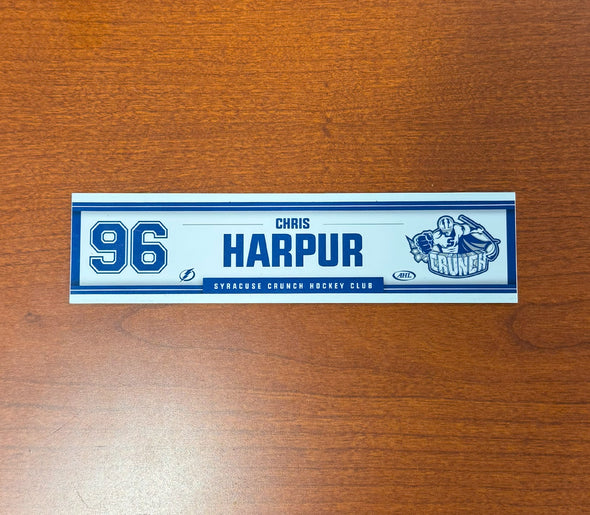 96
CHRIS
HARPUR
SYRACUSE CRUNCH HOCKEY CLUB
AHL
S
CRUNCH